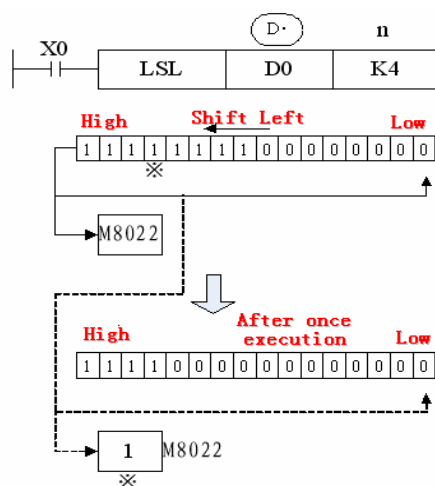 D·
n
X0
LSL D0 K4
High Shift Left Low
1 1 1 1 1 1 1 1 0 0 0 0 0 0 0 0
※
M8022
High After once execution Low
1 1 1 1 0 0 0 0 0 0 0 0 0 0 0 0
1 M8022
※